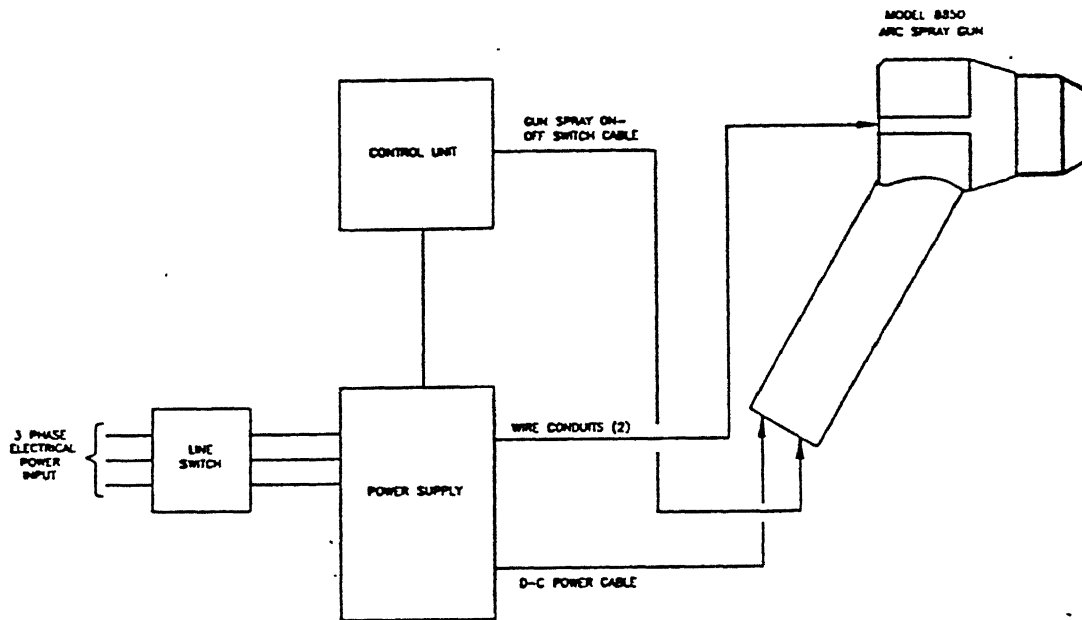 MODEL 8850
ARC SPRAY GUN
GUN SPRAY ON-
OFF SWITCH CABLE
CONTROL UNIT
3 PHASE
ELECTRICAL
POWER
INPUT
LINE
SWITCH
WIRE CONDUITS (2)
POWER SUPPLY
D-C POWER CABLE